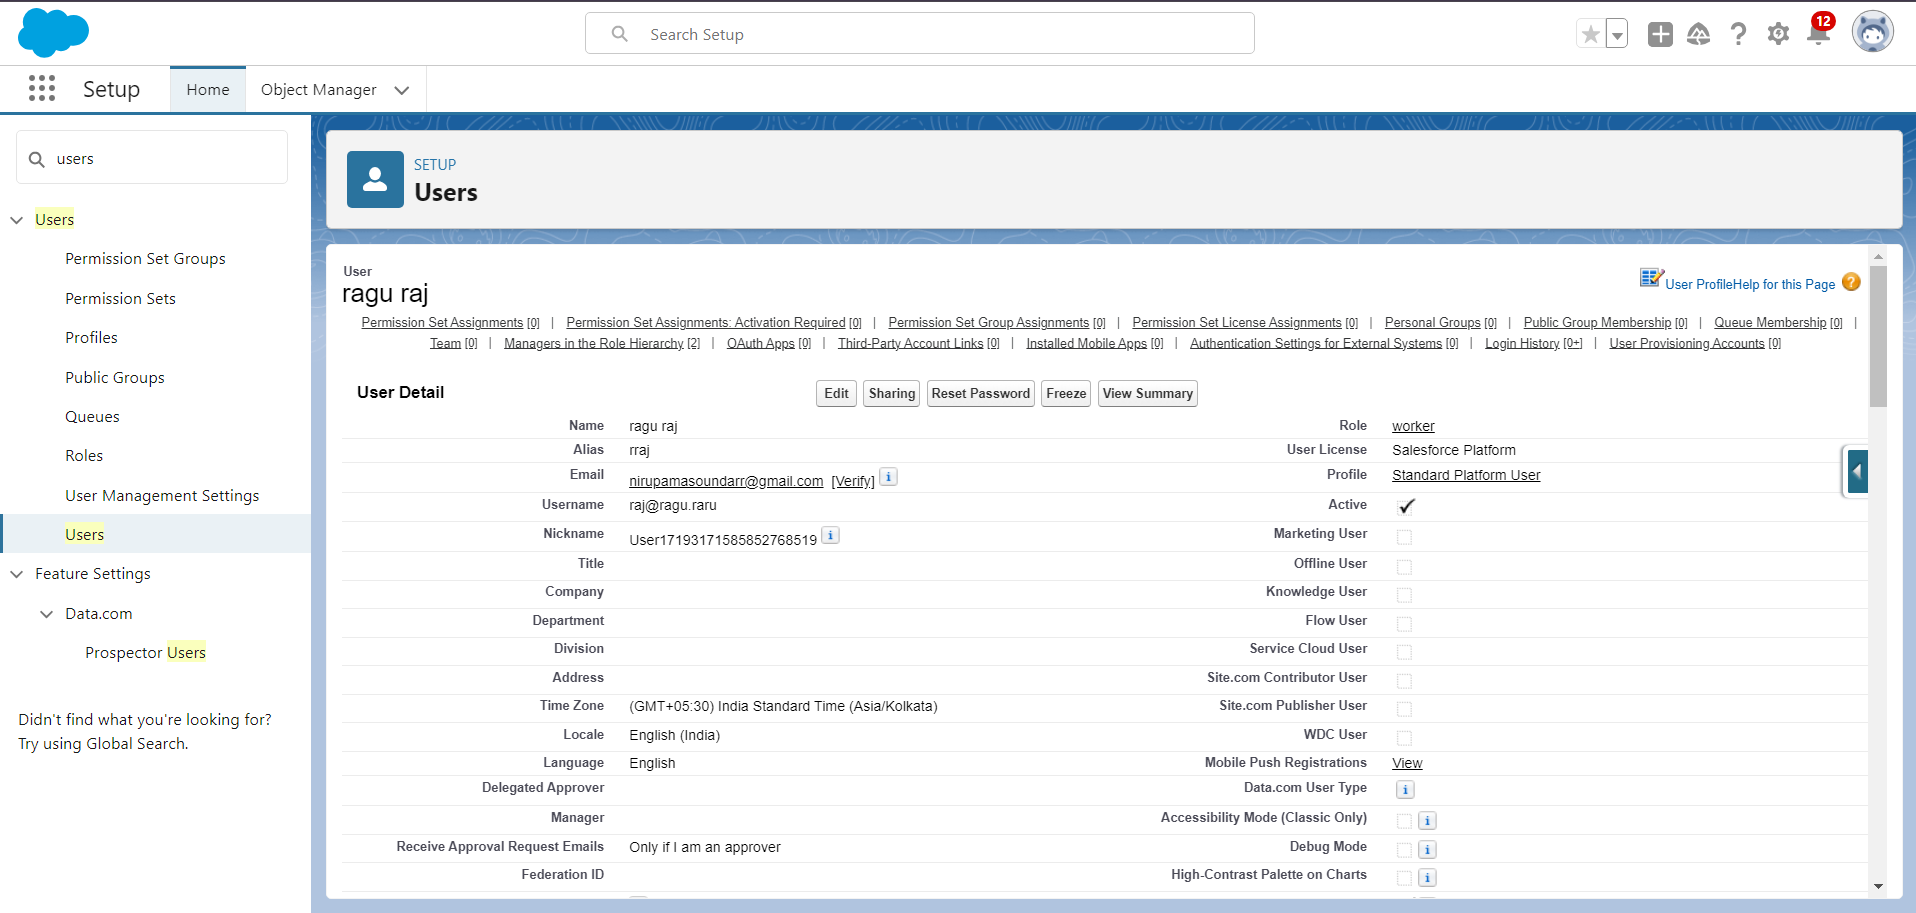 Search Setup
12
Setup
Home
Object Manager
users
Users
Permission Set Groups
Permission Sets
Profiles
Public Groups
Queues
Roles
User Management Settings
Users
Feature Settings
Data.com
Prospector Users
Didn't find what you're looking for?
Try using Global Search.
SETUP
Users
User
ragu raj
User Profile Help for this Page
Permission Set Assignments [0] | Permission Set Assignments: Activation Required [0] | Permission Set Group Assignments [0] | Permission Set License Assignments [0] | Personal Groups [0] | Public Group Membership [0] | Queue Membership [0] |
Team [0] | Managers in the Role Hierarchy [2] | OAuth Apps [0] | Third-Party Account Links [0] | Installed Mobile Apps [0] | Authentication Settings for External Systems [0] | Login History [0+] | User Provisioning Accounts [0]
User Detail
Edit Sharing Reset Password Freeze View Summary
Name ragu raj Role worker
Alias rraj User License Salesforce Platform
Email nirupamasoundarr@gmail.com [Verify] i Profile Standard Platform User
Username raj@ragu.raru Active
Nickname User17193171585852768519 i Marketing User
Title Offline User
Company Knowledge User
Department Flow User
Division Service Cloud User
Address Site.com Contributor User
Time Zone (GMT+05:30) India Standard Time (Asia/Kolkata) Site.com Publisher User
Locale English (India) WDC User
Language English Mobile Push Registrations View
Delegated Approver Data.com User Type i
Manager Accessibility Mode (Classic Only) i
Receive Approval Request Emails Only if I am an approver Debug Mode i
Federation ID High-Contrast Palette on Charts i